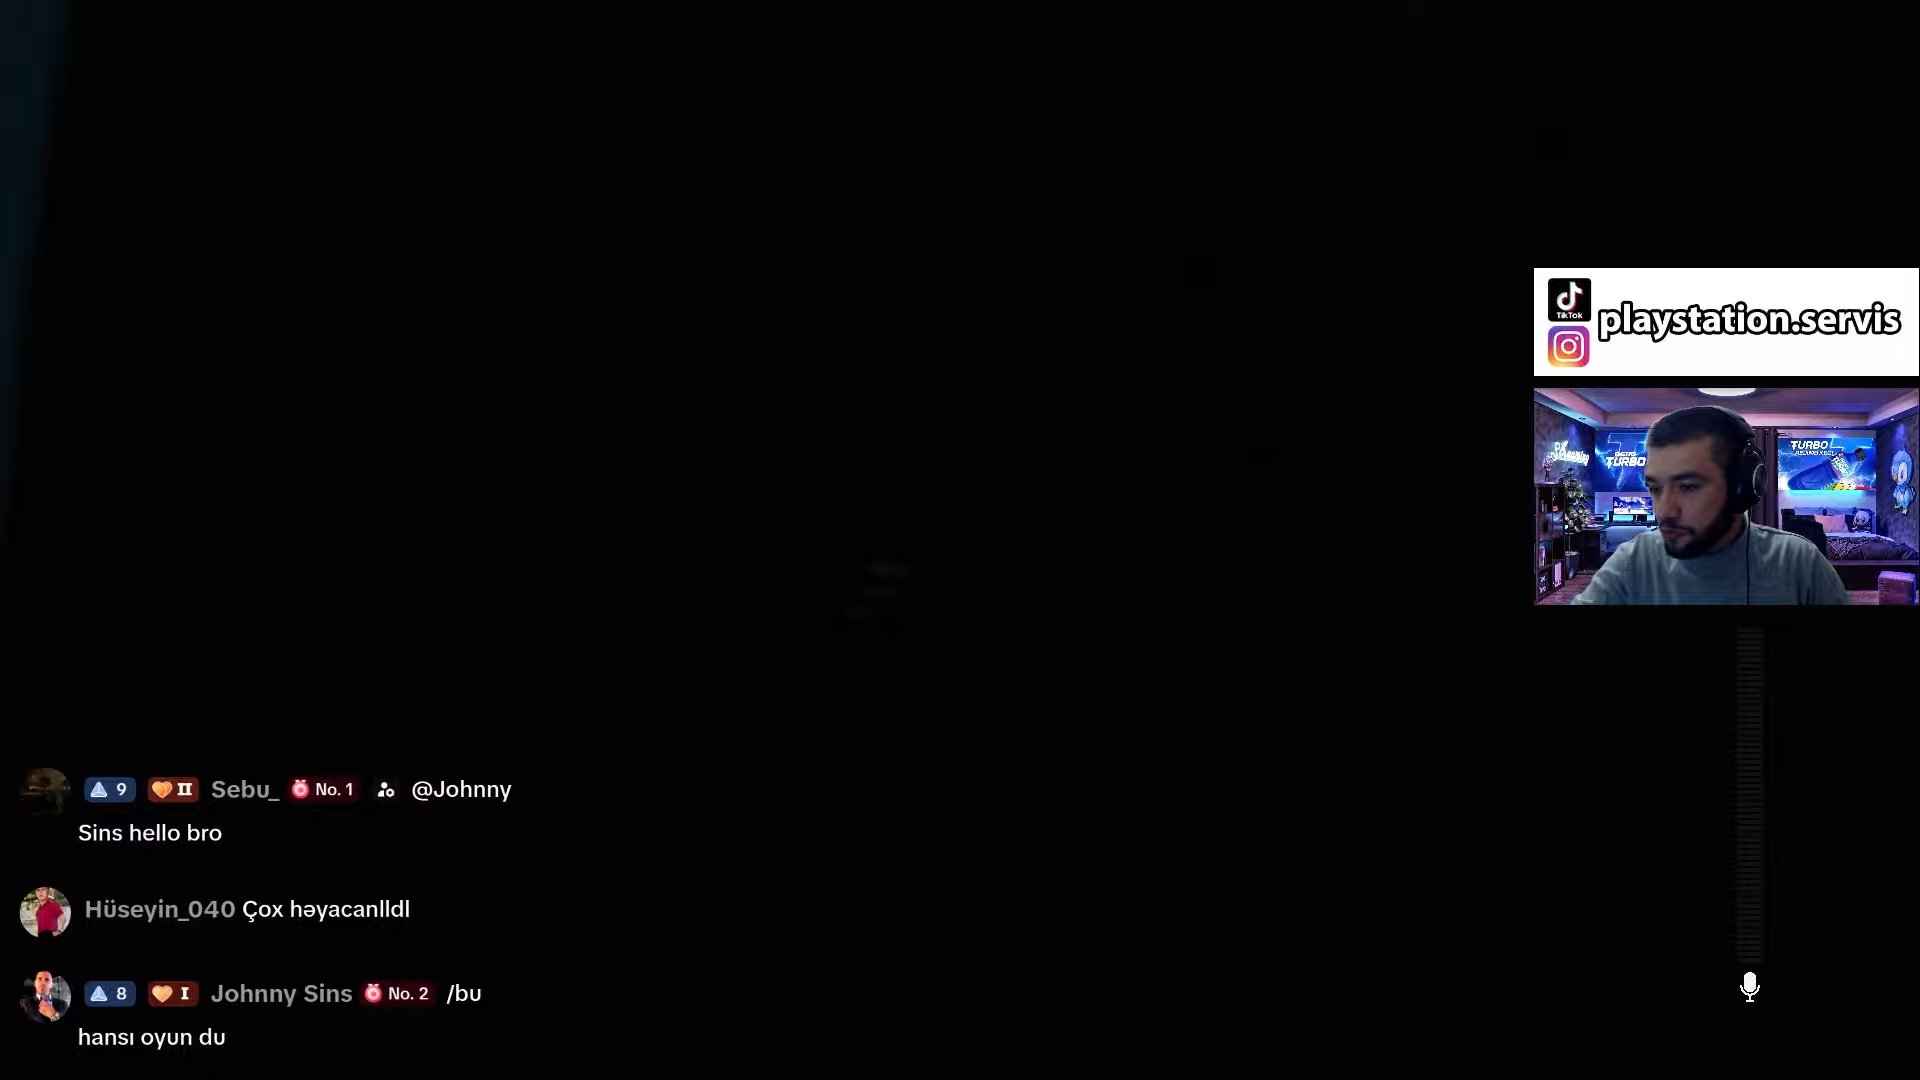 TikTok
playstation.servis
TURBO
TURBO
9 II Sebu_ No. 1 @Johnny
Sins hello bro
Hüseyin_040 Çox həyacanlldl
8 I Johnny Sins No. 2 /bu
hansı oyun du